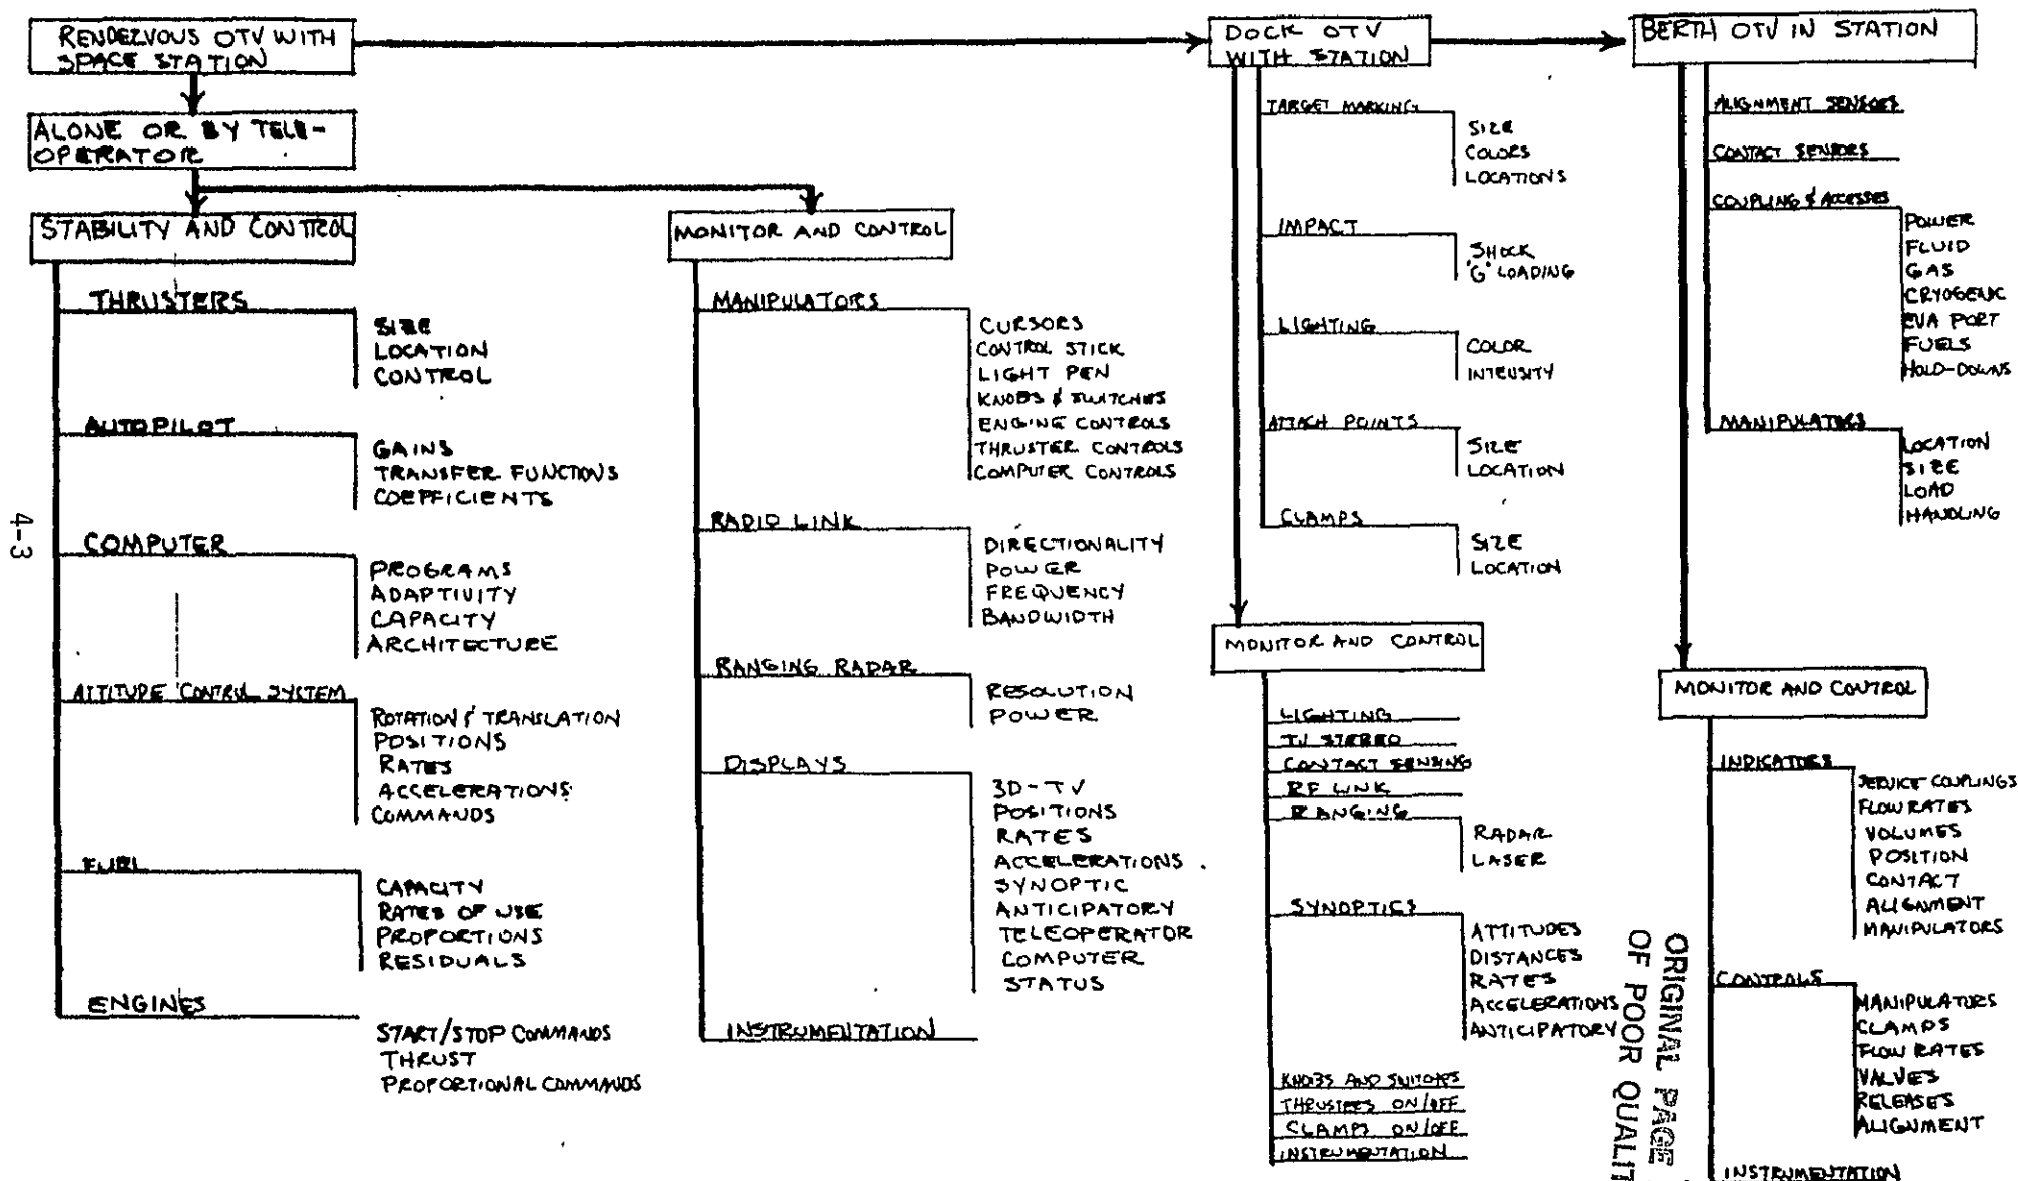 RENDEZVOUS OTV WITH
SPACE STATION
ALONE OR BY TELE-
OPERATOR
STABILITY AND CONTROL
THRUSTERS
SIZE
LOCATION
CONTROL
AUTOPILOT
GAINS
TRANSFER FUNCTIONS
COEFFICIENTS
COMPUTER
PROGRAMS
ADAPTIVITY
CAPACITY
ARCHITECTURE
ATTITUDE CONTROL SYSTEM
ROTATION & TRANSLATION
POSITIONS
RATES
ACCELERATIONS
COMMANDS
FUEL
CAPACITY
RATES OF USE
PROPORTIONS
RESIDUALS
ENGINES
START/STOP COMMANDS
THRUST
PROPORTIONAL COMMANDS
MONITOR AND CONTROL
MANIPULATORS
CURSORS
CONTROL STICK
LIGHT PEN
KNOBS & SWITCHES
ENGINE CONTROLS
THRUSTER CONTROLS
COMPUTER CONTROLS
RADIO LINK
DIRECTIONALITY
POWER
FREQUENCY
BANDWIDTH
RANGING RADAR
RESOLUTION
POWER
DISPLAYS
3D-TV
POSITIONS
RATES
ACCELERATIONS
SYNOPTIC
ANTICIPATORY
TELEOPERATOR
COMPUTER
STATUS
INSTRUMENTATION
DOCK OTV
WITH STATION
TARGET MARKING
SIZE
COLORS
LOCATIONS
IMPACT
SHOCK
"G" LOADING
LIGHTING
COLOR
INTENSITY
ATTACH POINTS
SIZE
LOCATION
CLAMPS
SIZE
LOCATION
MONITOR AND CONTROL
LIGHTING
TV STEREO
CONTACT SENSING
RF LINK
RANGING
RADAR
LASER
SYNOPTICS
ATTITUDES
DISTANCES
RATES
ACCELERATIONS
ANTICIPATORY
KNOBS AND SWITCHES
THRUSTERS ON/OFF
CLAMPS ON/OFF
INSTRUMENTATION
BERTH OTV IN STATION
ALIGNMENT SENSORS
CONTACT SENSORS
COUPLING & ACCESSES
POWER
FLUID
GAS
CRYOGENIC
EVA PORT
FUELS
HOLD-DOWNS
MANIPULATORS
LOCATION
SIZE
LOAD
HANDLING
MONITOR AND CONTROL
INDICATORS
SERVICE COUPLINGS
FLOW RATES
VOLUMES
POSITION
CONTACT
ALIGNMENT
MANIPULATORS
CONTROLS
MANIPULATORS
CLAMPS
FLOW RATES
VALVES
RELEASES
ALIGNMENT
INSTRUMENTATION
4-3
ORIGINAL PAGE
OF POOR QUALIT